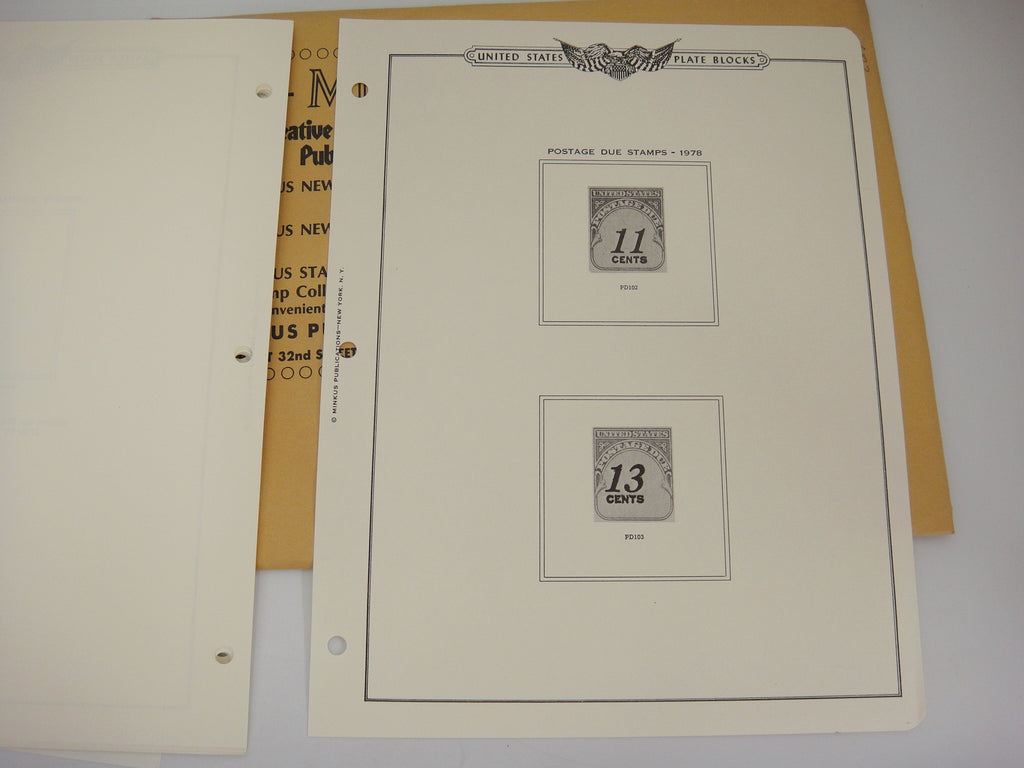 UNITED STATES PLATE BLOCKS
POSTAGE DUE STAMPS - 1978
UNITED STATES
POSTAGE DUE
11
CENTS
PD102
UNITED STATES
POSTAGE DUE
13
CENTS
PD103
© MINKUS PUBLICATIONS—NEW YORK, N. Y.
- M
eative
Pub
US NEW
US NEW
US STA
mp Coll
nvenient
US P
T 32nd S EET